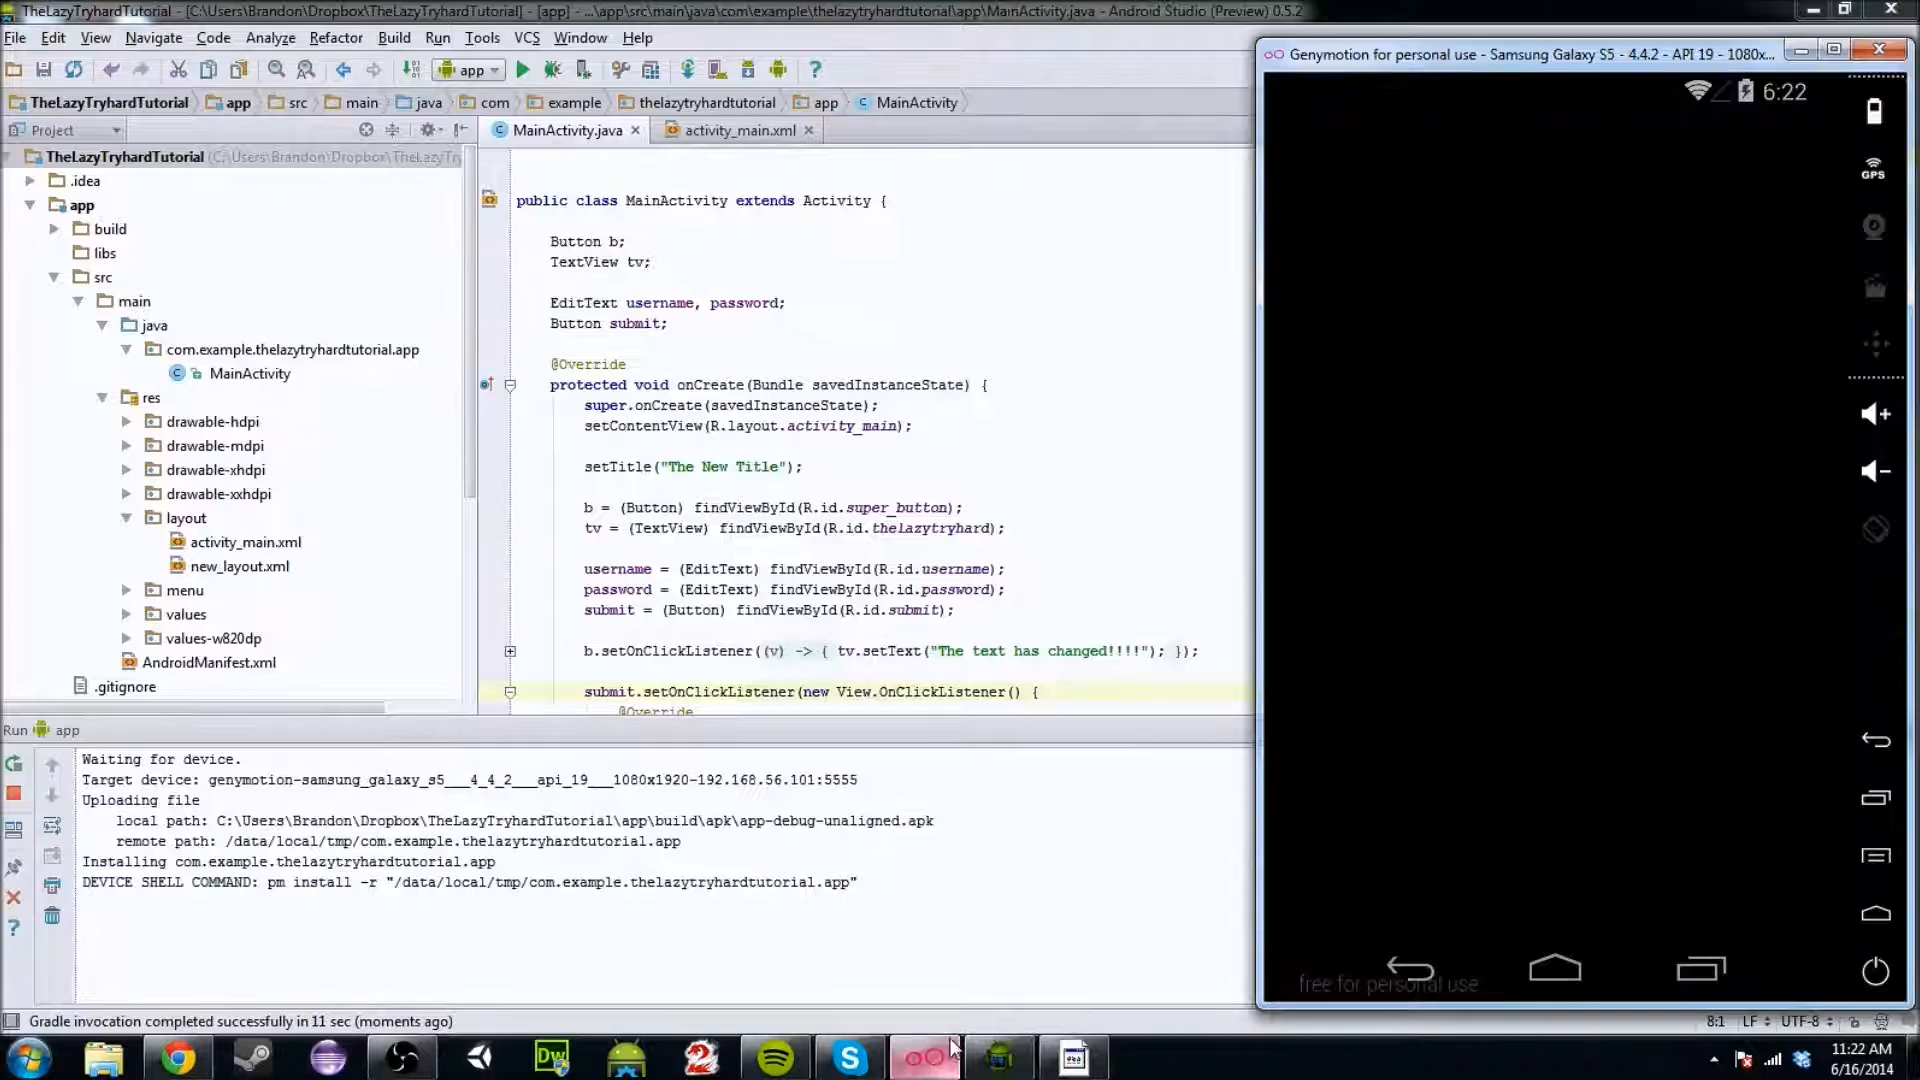 TheLazyTryhardTutorial - [C:\Users\Brandon\Dropbox\TheLazyTryhardTutorial] - [app] - ...\app\src\main\java\com\example\thelazytryhardtutorial\app\MainActivity.java - Android Studio (Preview) 0.5.2
File Edit View Navigate Code Analyze Refactor Build Run Tools VCS Window Help
app
TheLazyTryhardTutorial app src main java com example thelazytryhardtutorial app MainActivity
Project
MainActivity.java activity_main.xml
TheLazyTryhardTutorial (C:\Users\Brandon\Dropbox\TheLazyTry
.idea
app
build
libs
src
main
java
com.example.thelazytryhardtutorial.app
MainActivity
res
drawable-hdpi
drawable-mdpi
drawable-xhdpi
drawable-xxhdpi
layout
activity_main.xml
new_layout.xml
menu
values
values-w820dp
AndroidManifest.xml
.gitignore
public class MainActivity extends Activity {
Button b;
TextView tv;
EditText username, password;
Button submit;
@Override
protected void onCreate(Bundle savedInstanceState) {
super.onCreate(savedInstanceState);
setContentView(R.layout.activity_main);
setTitle("The New Title");
b = (Button) findViewById(R.id.super_button);
tv = (TextView) findViewById(R.id.thelazytryhard);
username = (EditText) findViewById(R.id.username);
password = (EditText) findViewById(R.id.password);
submit = (Button) findViewById(R.id.submit);
b.setOnClickListener((v) -> { tv.setText("The text has changed!!!!"); });
submit.setOnClickListener(new View.OnClickListener() {
@Override
Genymotion for personal use - Samsung Galaxy S5 - 4.4.2 - API 19 - 1080x...
6:22
GPS
free for personal use
Run app
Waiting for device.
Target device: genymotion-samsung_galaxy_s5___4_4_2___api_19___1080x1920-192.168.56.101:5555
Uploading file
local path: C:\Users\Brandon\Dropbox\TheLazyTryhardTutorial\app\build\apk\app-debug-unaligned.apk
remote path: /data/local/tmp/com.example.thelazytryhardtutorial.app
Installing com.example.thelazytryhardtutorial.app
DEVICE SHELL COMMAND: pm install -r "/data/local/tmp/com.example.thelazytryhardtutorial.app"
Gradle invocation completed successfully in 11 sec (moments ago)
8:1 LF UTF-8
Dw
11:22 AM
6/16/2014